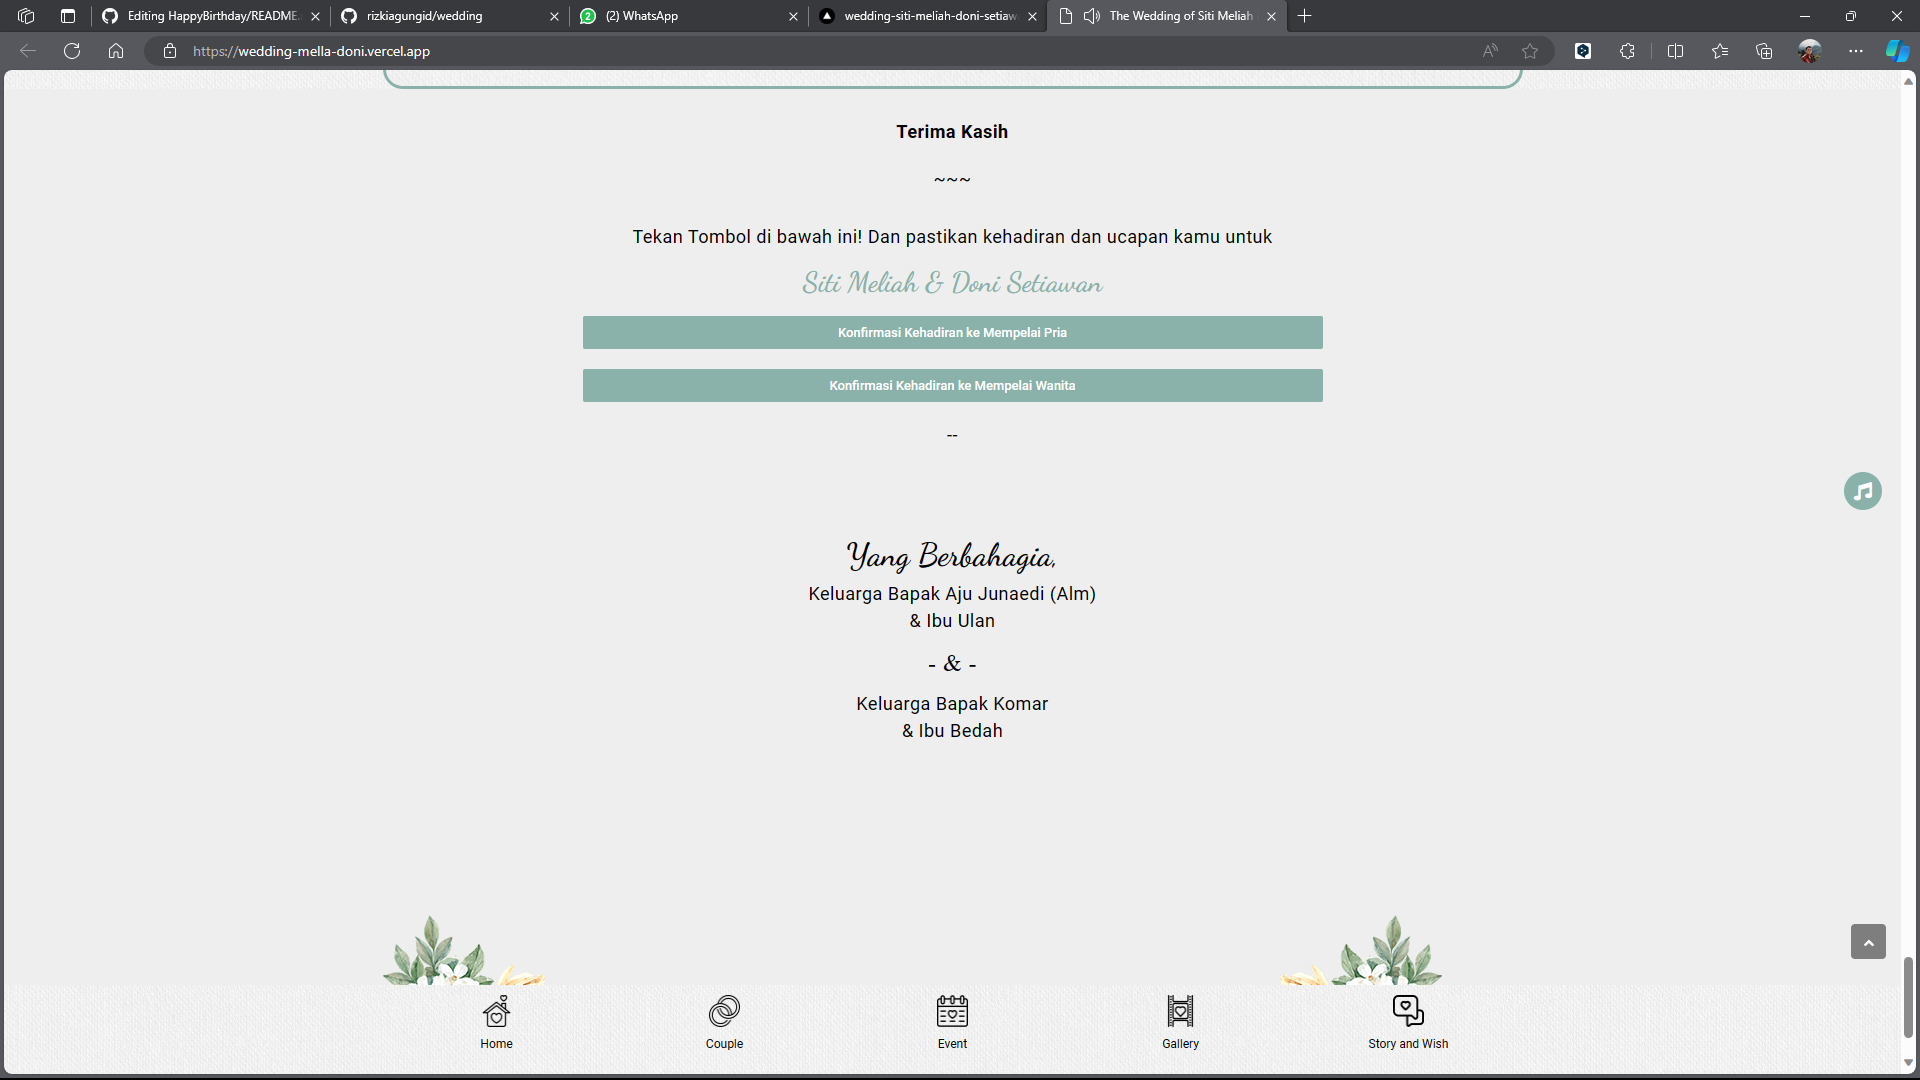 Editing HappyBirthday/README.
rizkiagungid/wedding
2
(2) WhatsApp
wedding-siti-meliah-doni-setiaw
The Wedding of Siti Meliah
https://wedding-mella-doni.vercel.app
Terima Kasih
~~~
Tekan Tombol di bawah ini! Dan pastikan kehadiran dan ucapan kamu untuk
Siti Meliah & Doni Setiawan
Konfirmasi Kehadiran ke Mempelai Pria
Konfirmasi Kehadiran ke Mempelai Wanita
--
Yang Berbahagia,
Keluarga Bapak Aju Junaedi (Alm)
& Ibu Ulan
- & -
Keluarga Bapak Komar
& Ibu Bedah
Home
Couple
Event
Gallery
Story and Wish